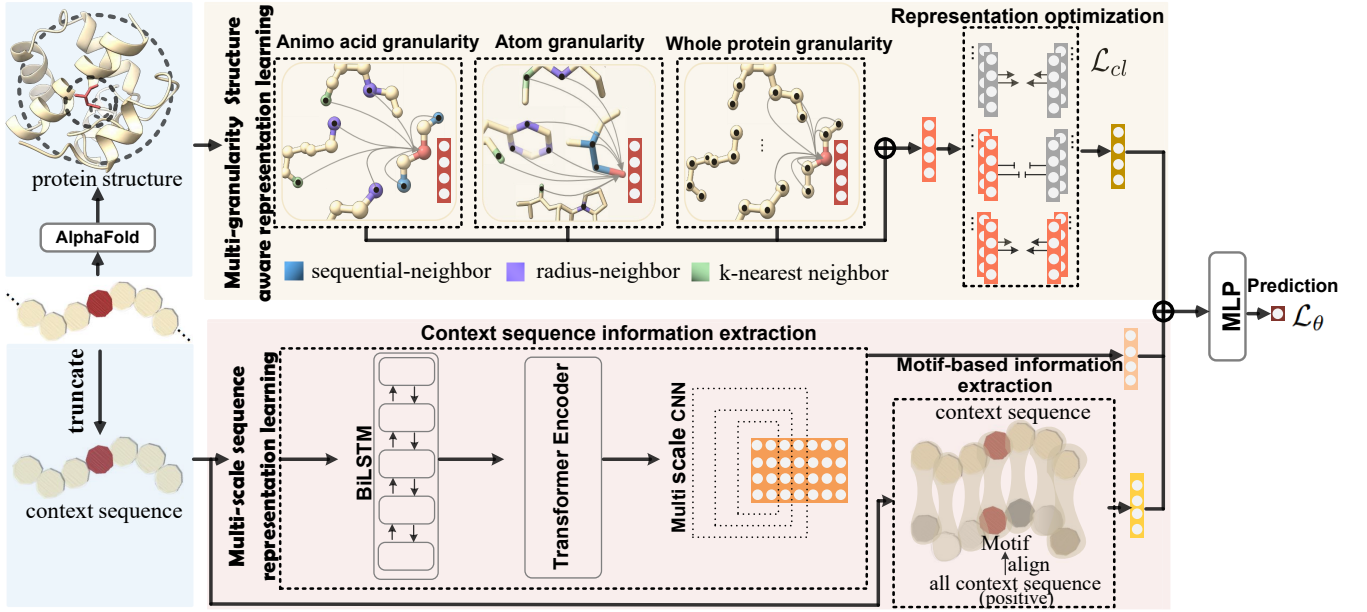 protein structure
AlphaFold
truncate
context sequence
Multi-granularity Structure
aware representation learning
Animo acid granularity
Atom granularity
Whole protein granularity
Representation optimization
ℒcl
sequential-neighbor
radius-neighbor
k-nearest neighbor
Multi-scale sequence
representation learning
Context sequence information extraction
BiLSTM
Transformer Encoder
Multi scale CNN
Motif-based information
extraction
context sequence
Motif
align
all context sequence
(positive)
MLP
Prediction
ℒθ